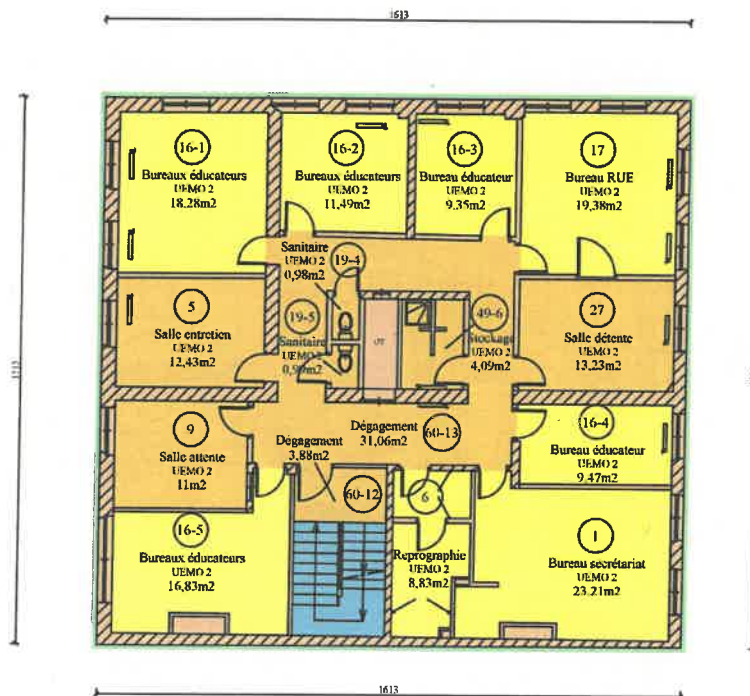 1613
16-1
Bureaux éducateurs
UEMO 2
18.28m2
16-2
Bureaux éducateurs
UEMO 2
11,49m2
16-3
Bureau éducateur
UEMO 2
9.35m2
17
Bureau RUE
UEMO 2
19,38m2
Sanitaire
UEMO 2
0,98m2
19-4
5
Salle entretien
UEMO 2
12,43m2
19-5
Sanitaire
UEMO 2
49-6
Stockage
UEMO 2
4,09m2
27
Salle détente
UEMO 2
13.23m2
9
Salle attente
UEMO 2
11m2
Dégagement
31,06m2
60-13
Dégagement
3,88m2
60-12
16-4
Bureau éducateur
UEMO 2
9.47m2
16-5
Bureaux éducateurs
UEMO 2
16,83m2
6
Reprographie
UEMO 2
8,83m2
1
Bureau secrétariat
UEMO 2
23.21m2
1613